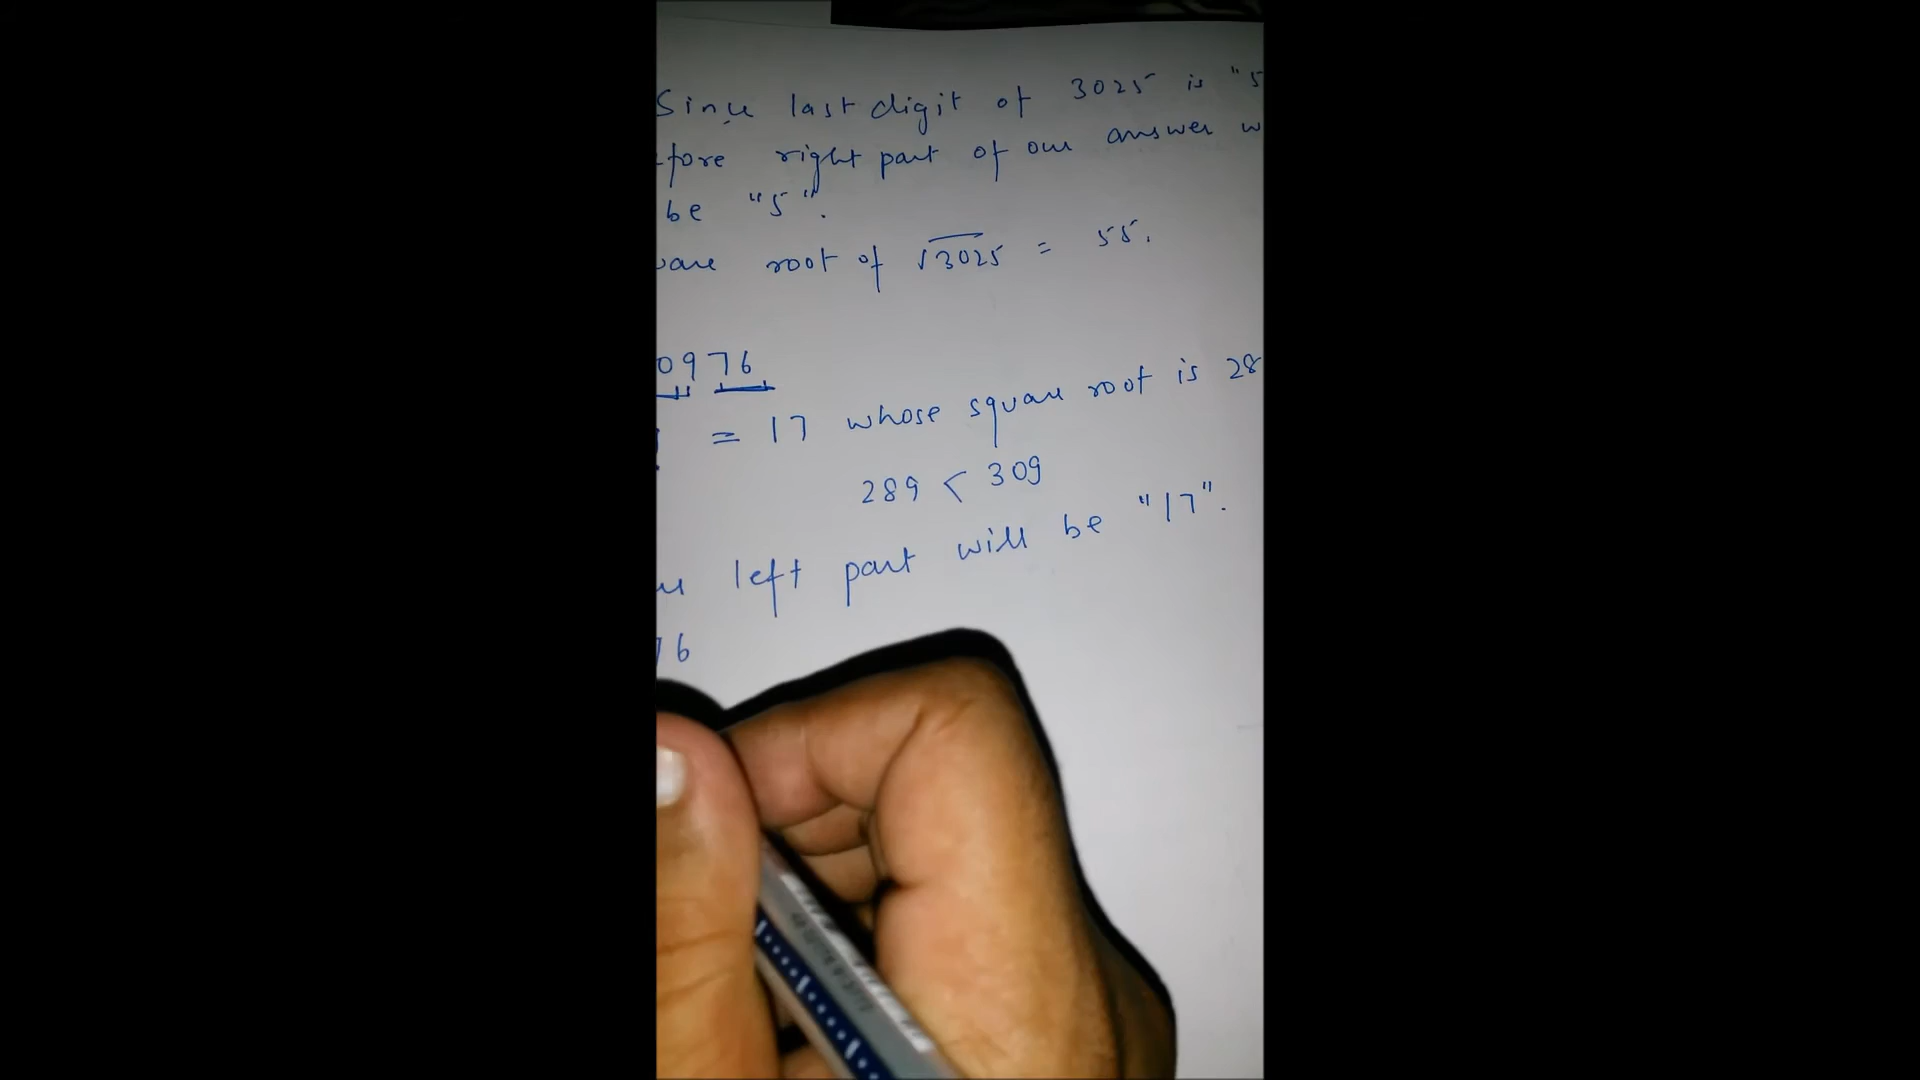 Since last digit of 3025 is "5
fore right part of our answer w
be "5".
uare root of √3025 = 55.
0976
= 17 whose square root is 28
289 < 309
left part will be "17".
76